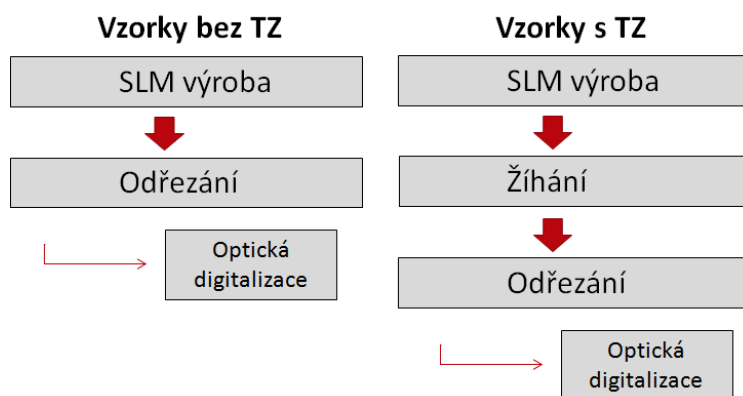 Vzorky bez TZ
SLM výroba
Odřezání
Optická
digitalizace
Vzorky s TZ
SLM výroba
Žíhání
Odřezání
Optická
digitalizace